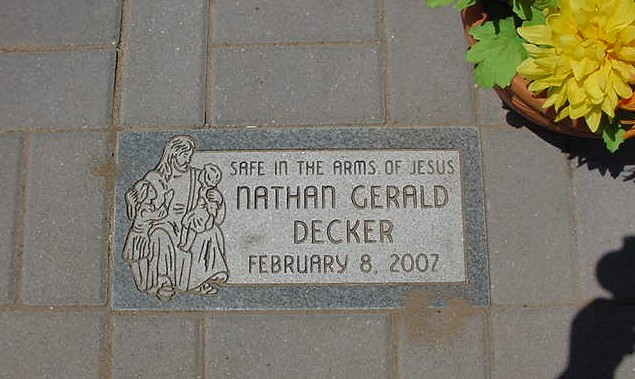 SAFE IN THE ARMS OF JESUS
NATHAN GERALD
DECKER
FEBRUARY 8, 2007